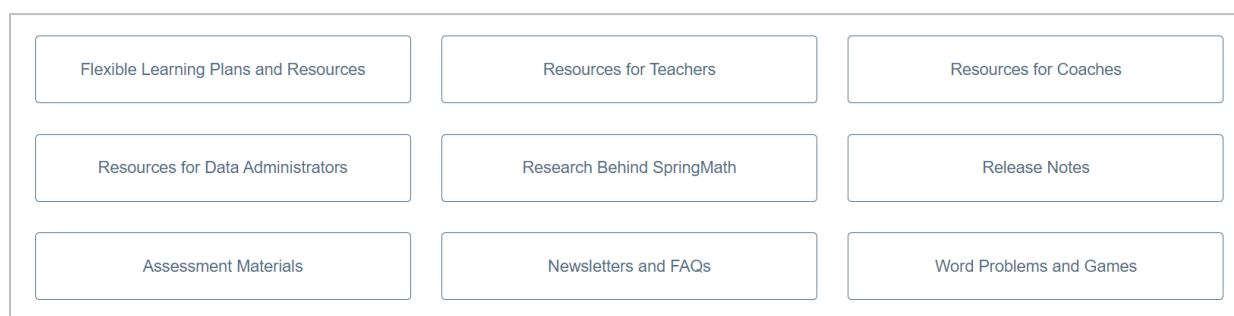 Flexible Learning Plans and Resources
Resources for Teachers
Resources for Coaches
Resources for Data Administrators
Research Behind SpringMath
Release Notes
Assessment Materials
Newsletters and FAQs
Word Problems and Games